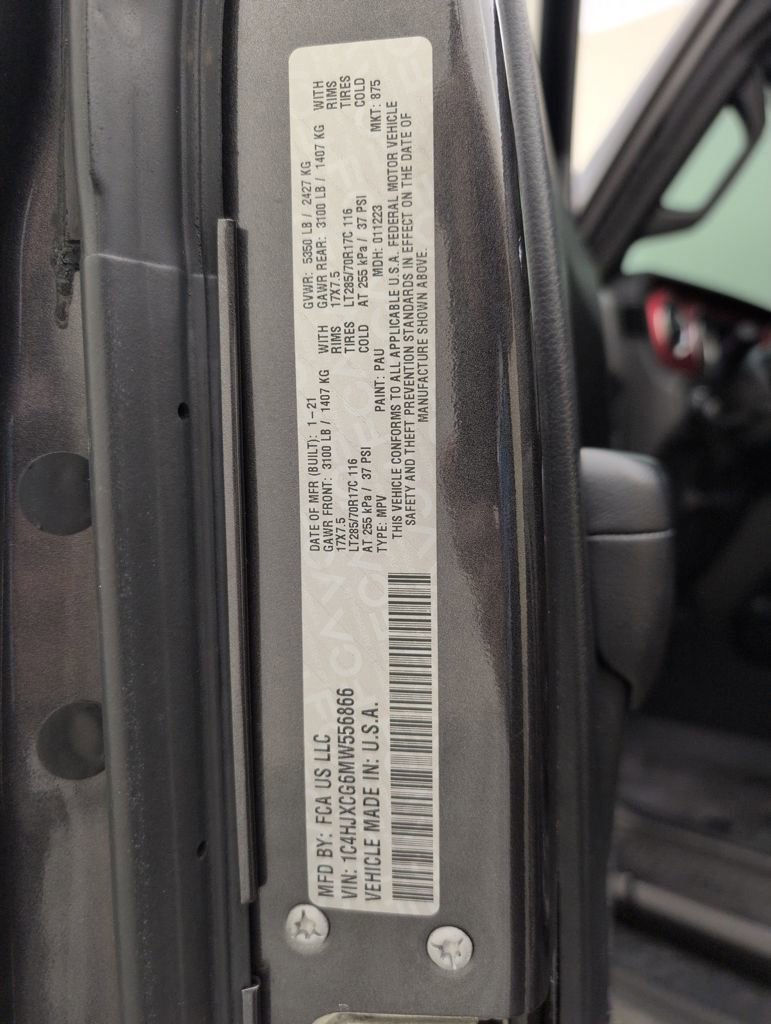 MFD BY: FCA US LLC
VIN: 1C4HJXCG6MW556866
VEHICLE MADE IN: U.S.A.
DATE OF MFR (BUILT): 1-21 GVWR: 5350 LB / 2427 KG
GAWR FRONT: 3100 LB / 1407 KG WITH GAWR REAR: 3100 LB / 1407 KG WITH
17X7.5 RIMS 17X7.5 RIMS
LT285/70R17C 116 TIRES LT285/70R17C 116 TIRES
AT 255 kPa / 37 PSI COLD AT 255 kPa / 37 PSI COLD
TYPE: MPV PAINT: PAU MDH: 011223 MKT: 875
THIS VEHICLE CONFORMS TO ALL APPLICABLE U.S.A. FEDERAL MOTOR VEHICLE
SAFETY AND THEFT PREVENTION STANDARDS IN EFFECT ON THE DATE OF
MANUFACTURE SHOWN ABOVE.